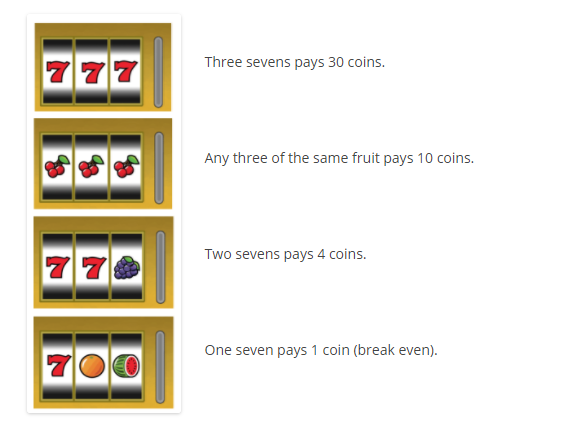 777
Three sevens pays 30 coins.
Any three of the same fruit pays 10 coins.
77
Two sevens pays 4 coins.
7
One seven pays 1 coin (break even).